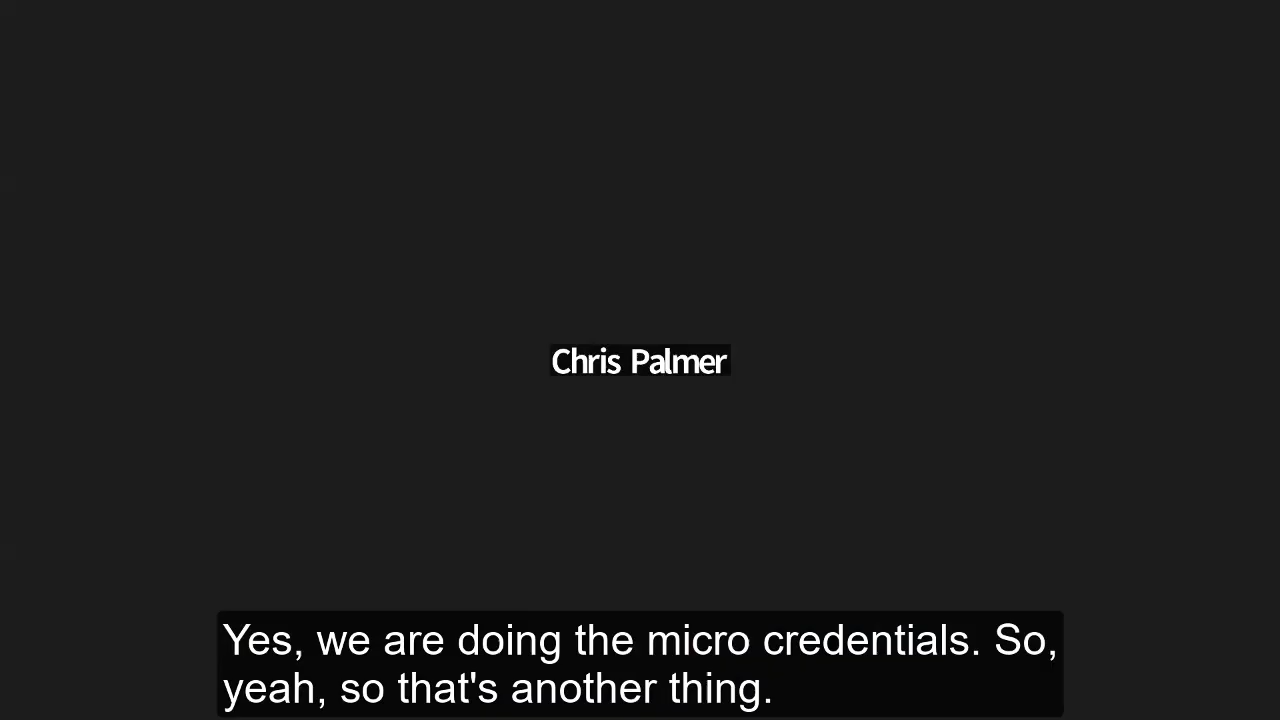 Chris Palmer
Yes, we are doing the micro credentials. So,
yeah, so that's another thing.